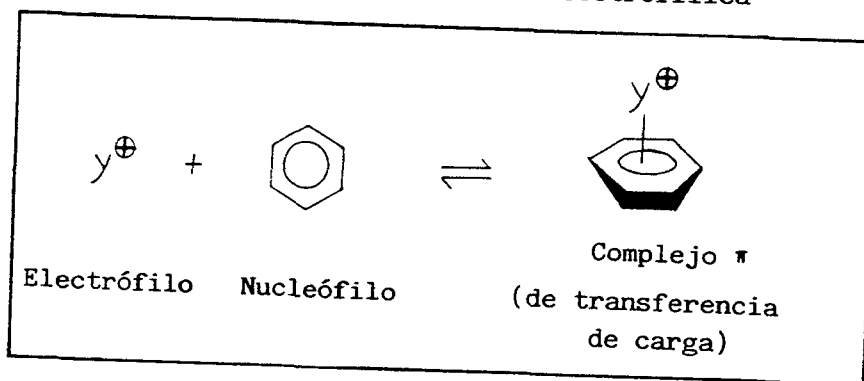 y⊕ + ⇌ y⊕
Electrófilo Nucleófilo Complejo π
(de transferencia
de carga)